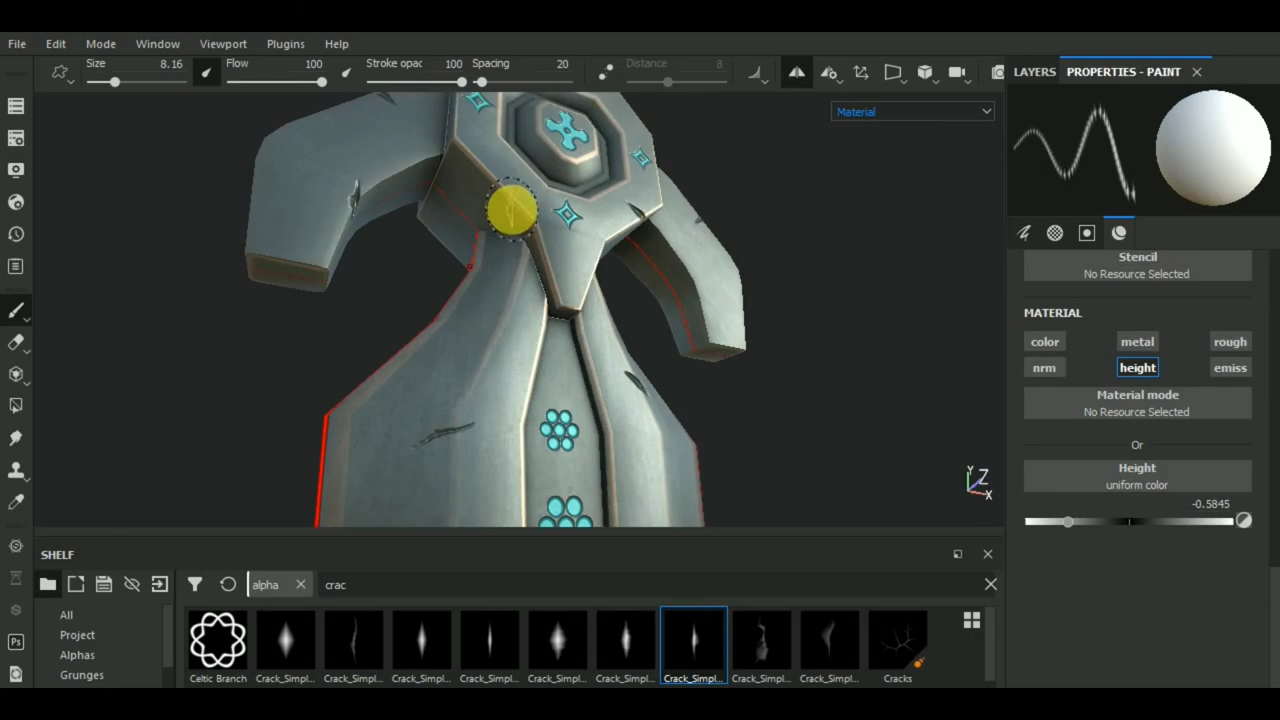 File Edit Mode Window Viewport Plugins Help
Size 8.16 Flow 100 Stroke opac 100 Spacing 20 Distance 8
LAYERS PROPERTIES - PAINT
Material
Stencil
No Resource Selected
MATERIAL
color metal rough
nrm height emiss
Material mode
No Resource Selected
Or
Height
uniform color
-0.5845
Y Z
X
SHELF
alpha crac
All
Project
Alphas
Grunges
Ps
Celtic Branch Crack_Simpl... Crack_Simpl... Crack_Simpl... Crack_Simpl... Crack_Simpl... Crack_Simpl... Crack_Simpl... Crack_Simpl... Crack_Simpl... Cracks